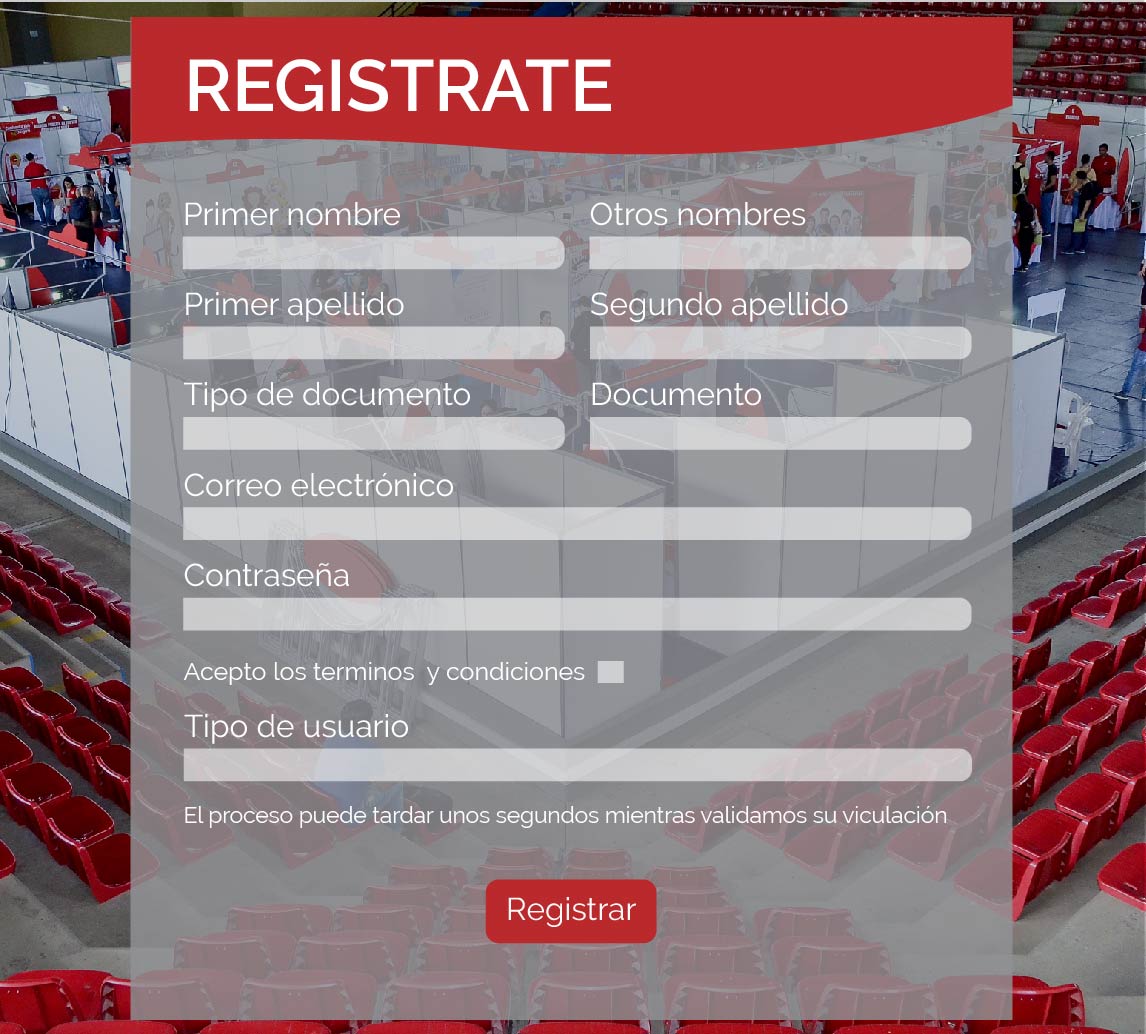 REGISTRATE
Primer nombre
Otros nombres
Primer apellido
Segundo apellido
Tipo de documento
Documento
Correo electrónico
Contraseña
Acepto los terminos y condiciones
Tipo de usuario
El proceso puede tardar unos segundos mientras validamos su viculación
Registrar